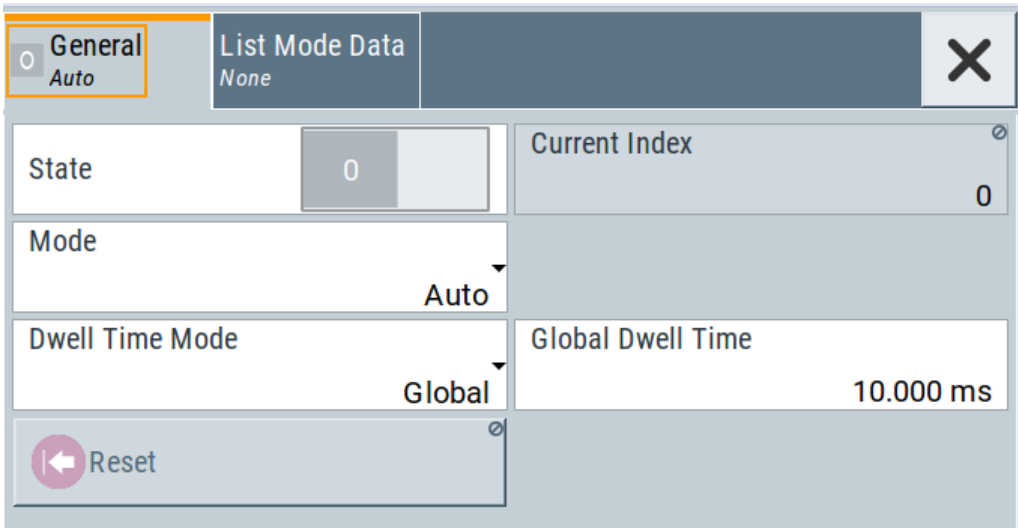 0
General
Auto
List Mode Data
None
State
0
Current Index
0
Mode
Auto
Dwell Time Mode
Global
Global Dwell Time
10.000 ms
Reset